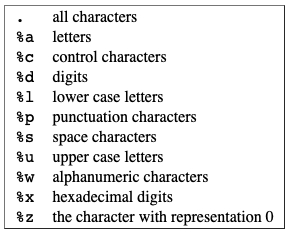 . all characters
%a letters
%c control characters
%d digits
%l lower case letters
%p punctuation characters
%s space characters
%u upper case letters
%w alphanumeric characters
%x hexadecimal digits
%z the character with representation 0